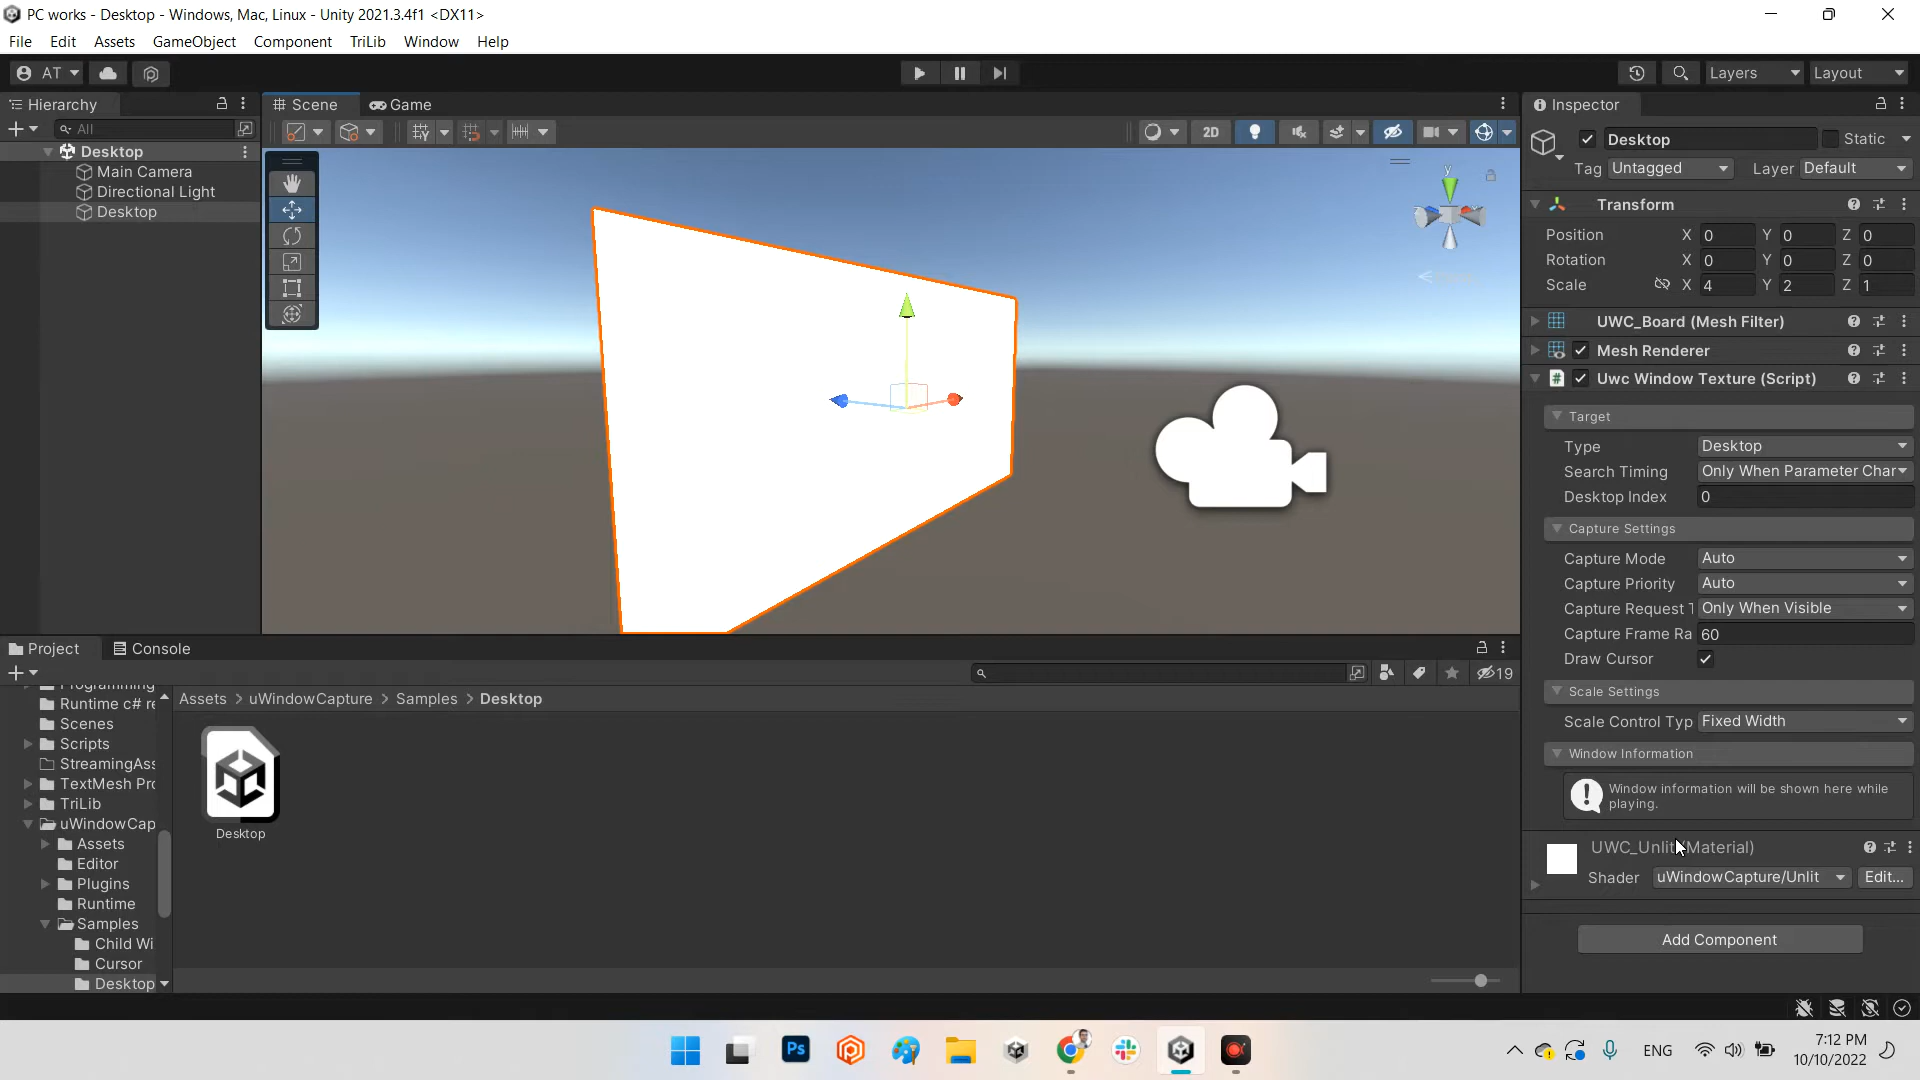 PC works - Desktop - Windows, Mac, Linux - Unity 2021.3.4f1 <DX11>
File Edit Assets GameObject Component TriLib Window Help
AT Layers Layout
Hierarchy Scene Game Inspector
All 2D
Desktop
Main Camera
Directional Light
Desktop
y
Desktop Static
Tag Untagged Layer Default
Transform
Position X 0 Y 0 Z 0
Rotation X 0 Y 0 Z 0
Scale X 4 Y 2 Z 1
UWC_Board (Mesh Filter)
Mesh Renderer
# Uwc Window Texture (Script)
Target
Type Desktop
Search Timing Only When Parameter Char
Desktop Index 0
Capture Settings
Capture Mode Auto
Capture Priority Auto
Capture Request T Only When Visible
Capture Frame Ra 60
Draw Cursor
Scale Settings
Scale Control Typ Fixed Width
Window Information
Window information will be shown here while
playing.
UWC_Unlit (Material)
Shader uWindowCapture/Unlit Edit...
Add Component
Project Console
19
Programming
Runtime c# re
Scenes
Scripts
StreamingAss
TextMesh Pro
TriLib
uWindowCap
Assets
Editor
Plugins
Runtime
Samples
Child Wi
Cursor
Desktop
Assets > uWindowCapture > Samples > Desktop
Desktop
Ps
ENG
7:12 PM
10/10/2022